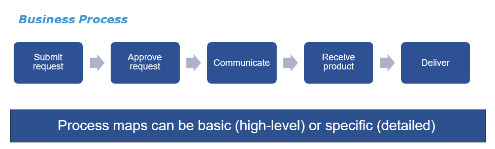 Business Process
Submit
request
Approve
request
Communicate
Receive
product
Deliver
Process maps can be basic (high-level) or specific (detailed)